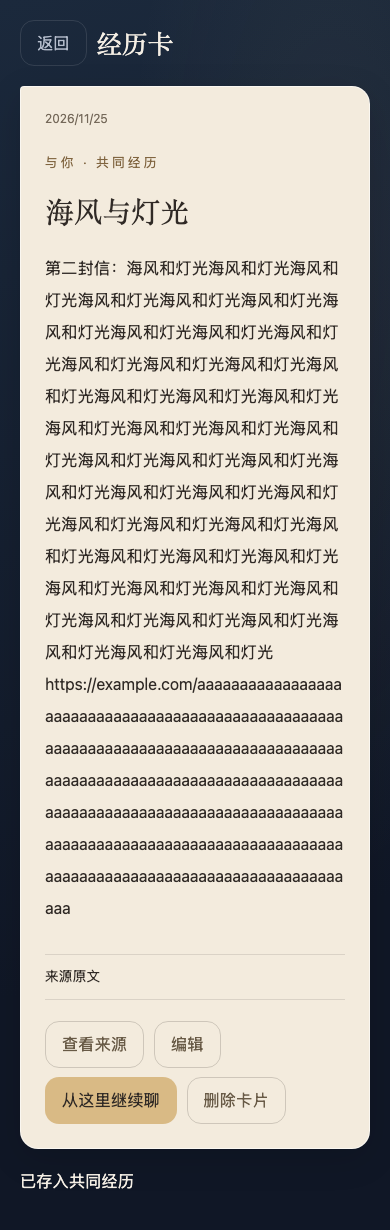 返回 经历卡
2026/11/25
与你 · 共同经历
海风与灯光
第二封信：海风和灯光海风和灯光海风和
灯光海风和灯光海风和灯光海风和灯光海
风和灯光海风和灯光海风和灯光海风和灯
光海风和灯光海风和灯光海风和灯光海风
和灯光海风和灯光海风和灯光海风和灯光
海风和灯光海风和灯光海风和灯光海风和
灯光海风和灯光海风和灯光海风和灯光海
风和灯光海风和灯光海风和灯光海风和灯
光海风和灯光海风和灯光海风和灯光海风
和灯光海风和灯光海风和灯光海风和灯光
海风和灯光海风和灯光海风和灯光海风和
灯光海风和灯光海风和灯光海风和灯光海
风和灯光海风和灯光海风和灯光
https://example.com/aaaaaaaaaaaaaaaaa
aaaaaaaaaaaaaaaaaaaaaaaaaaaaaaaaaaa
aaaaaaaaaaaaaaaaaaaaaaaaaaaaaaaaaaa
aaaaaaaaaaaaaaaaaaaaaaaaaaaaaaaaaaa
aaaaaaaaaaaaaaaaaaaaaaaaaaaaaaaaaaa
aaaaaaaaaaaaaaaaaaaaaaaaaaaaaaaaaaa
aaaaaaaaaaaaaaaaaaaaaaaaaaaaaaaaaaa
aaa
来源原文
查看来源 编辑
从这里继续聊 删除卡片
已存入共同经历